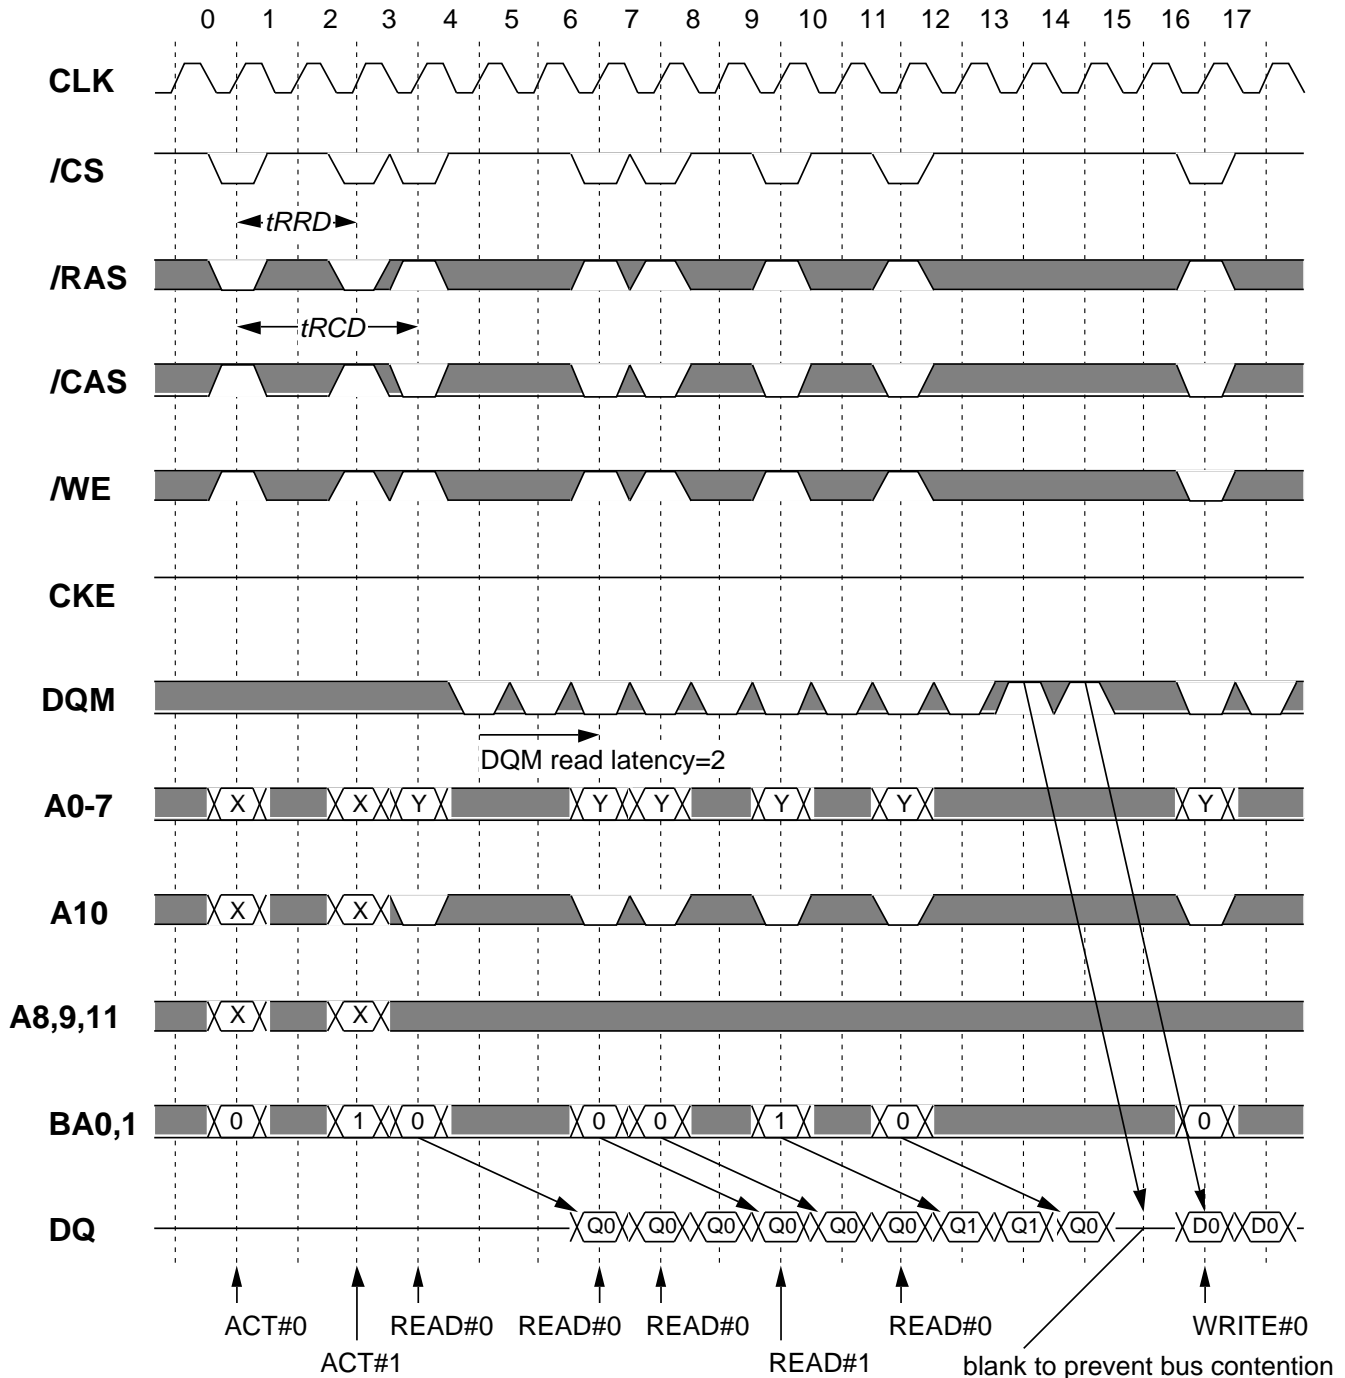 0 1 2 3 4 5 6 7 8 9 10 11 12 13 14 15 16 17
CLK
/CS
tRRD
/RAS
tRCD
/CAS
/WE
CKE
DQM
DQM read latency=2
A0-7 X X Y Y Y Y Y Y
A10 X X
A8,9,11 X X
BA0,1 0 1 0 0 0 1 0 0
DQ Q0 Q0 Q0 Q0 Q0 Q0 Q1 Q1 Q0 D0 D0
ACT#0 READ#0 READ#0 READ#0 READ#0 WRITE#0
ACT#1 READ#1 blank to prevent bus contention